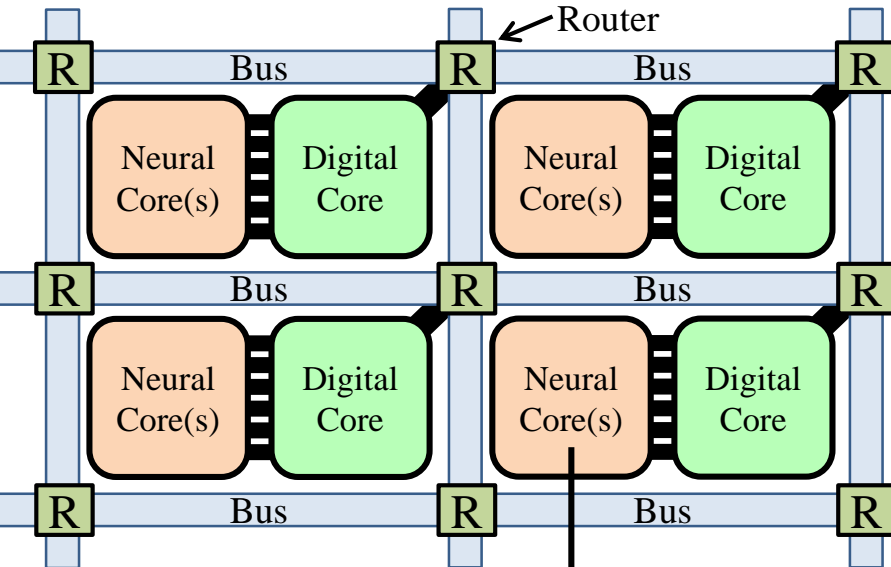 Router
R Bus R Bus R
Neural Digital Neural Digital
Core(s) Core Core(s) Core
R Bus R Bus R
Neural Digital Neural Digital
Core(s) Core Core(s) Core
R Bus R Bus R